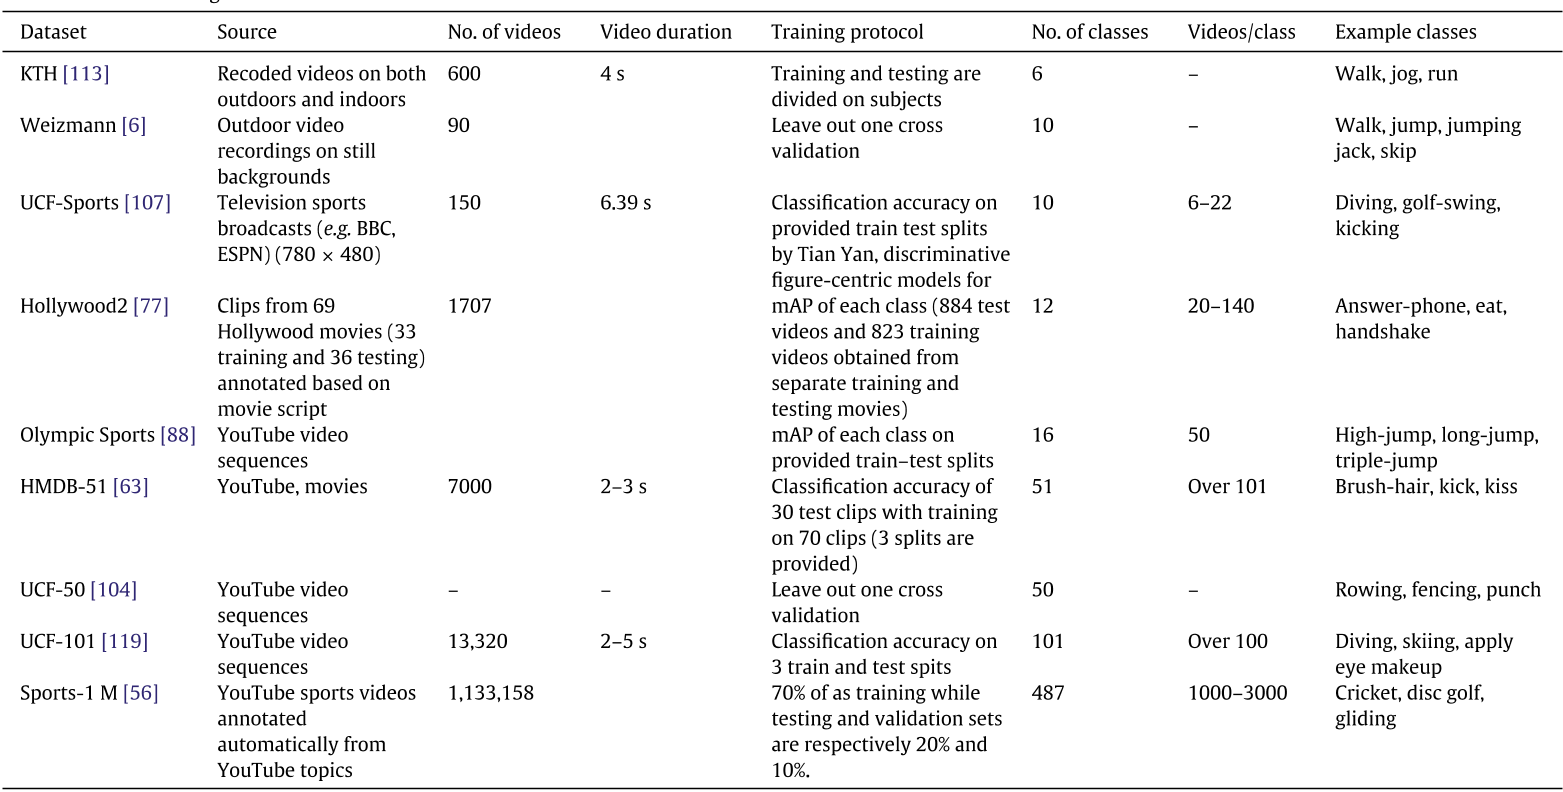 Dataset Source No. of videos Video duration Training protocol No. of classes Videos/class Example classes
KTH [113] Recoded videos on both 600 4 s Training and testing are 6 – Walk, jog, run
outdoors and indoors divided on subjects
Weizmann [6] Outdoor video 90 Leave out one cross 10 – Walk, jump, jumping
recordings on still validation jack, skip
backgrounds
UCF-Sports [107] Television sports 150 6.39 s Classification accuracy on 10 6–22 Diving, golf-swing,
broadcasts (e.g. BBC, provided train test splits kicking
ESPN) (780 × 480) by Tian Yan, discriminative
figure-centric models for
Hollywood2 [77] Clips from 69 1707 mAP of each class (884 test 12 20–140 Answer-phone, eat,
Hollywood movies (33 videos and 823 training handshake
training and 36 testing) videos obtained from
annotated based on separate training and
movie script testing movies)
Olympic Sports [88] YouTube video mAP of each class on 16 50 High-jump, long-jump,
sequences provided train–test splits triple-jump
HMDB-51 [63] YouTube, movies 7000 2–3 s Classification accuracy of 51 Over 101 Brush-hair, kick, kiss
30 test clips with training
on 70 clips (3 splits are
provided)
UCF-50 [104] YouTube video – – Leave out one cross 50 – Rowing, fencing, punch
sequences validation
UCF-101 [119] YouTube video 13,320 2–5 s Classification accuracy on 101 Over 100 Diving, skiing, apply
sequences 3 train and test spits eye makeup
Sports-1 M [56] YouTube sports videos 1,133,158 70% of as training while 487 1000–3000 Cricket, disc golf,
annotated testing and validation sets gliding
automatically from are respectively 20% and
YouTube topics 10%.